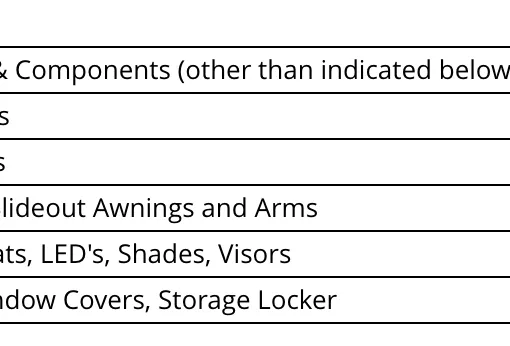 & Components (other than indicated below
s
s
lideout Awnings and Arms
ats, LED's, Shades, Visors
ndow Covers, Storage Locker